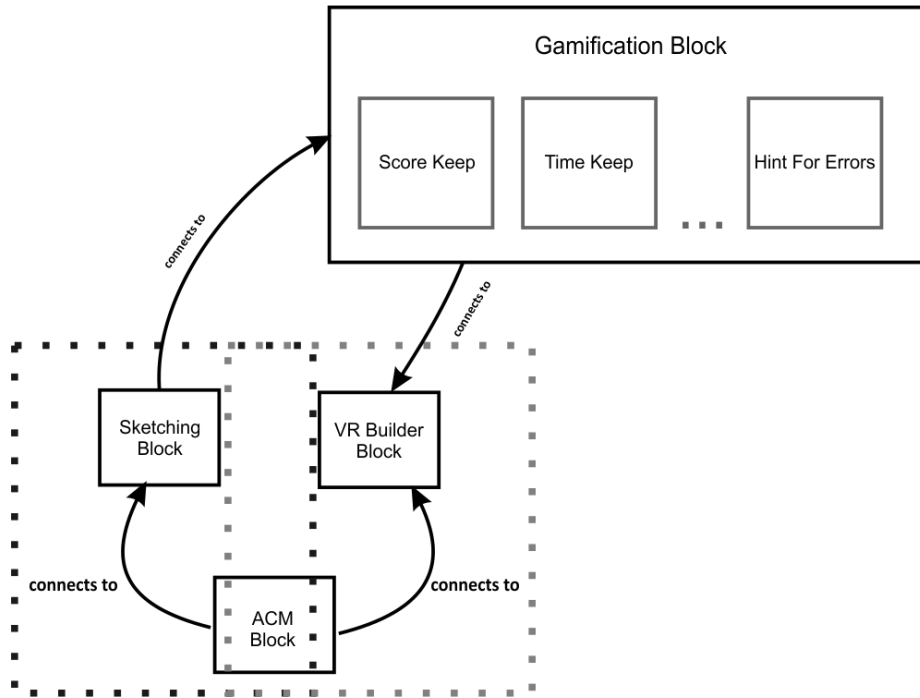 Gamification Block
Score Keep
Time Keep
...
Hint For Errors
connects to
connects to
Sketching
Block
VR Builder
Block
connects to
connects to
ACM
Block